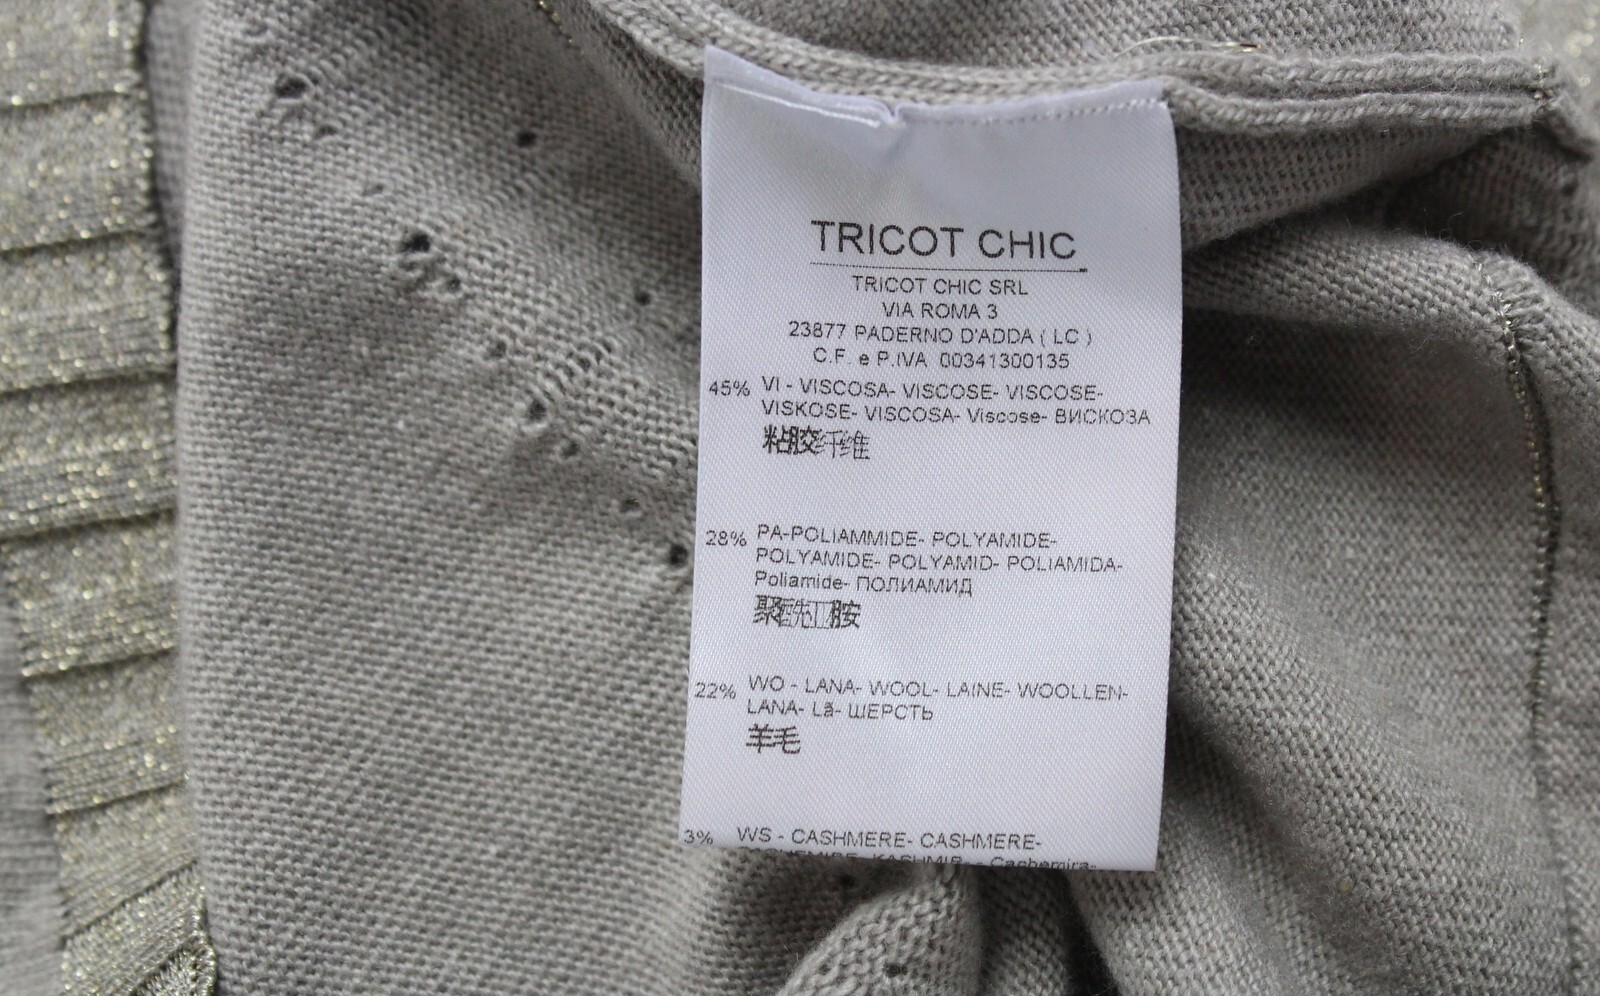 TRICOT CHIC
TRICOT CHIC SRL
VIA ROMA 3
23877 PADERNO D'ADDA ( LC )
C.F. e P.IVA 00341300135
45% VI - VISCOSA- VISCOSE- VISCOSE-
VISKOSE- VISCOSA- Viscose- ВИСКОЗА
粘胶纤维
28% PA-POLIAMMIDE- POLYAMIDE-
POLYAMIDE- POLYAMID- POLIAMIDA-
Poliamide- ПОЛИАМИД
聚酰胺
22% WO - LANA- WOOL- LAINE- WOOLLEN-
LANA- Lã- ШЕРСТЬ
羊毛
3% WS - CASHMERE- CASHMERE-
KASHMIR- Cachemira-